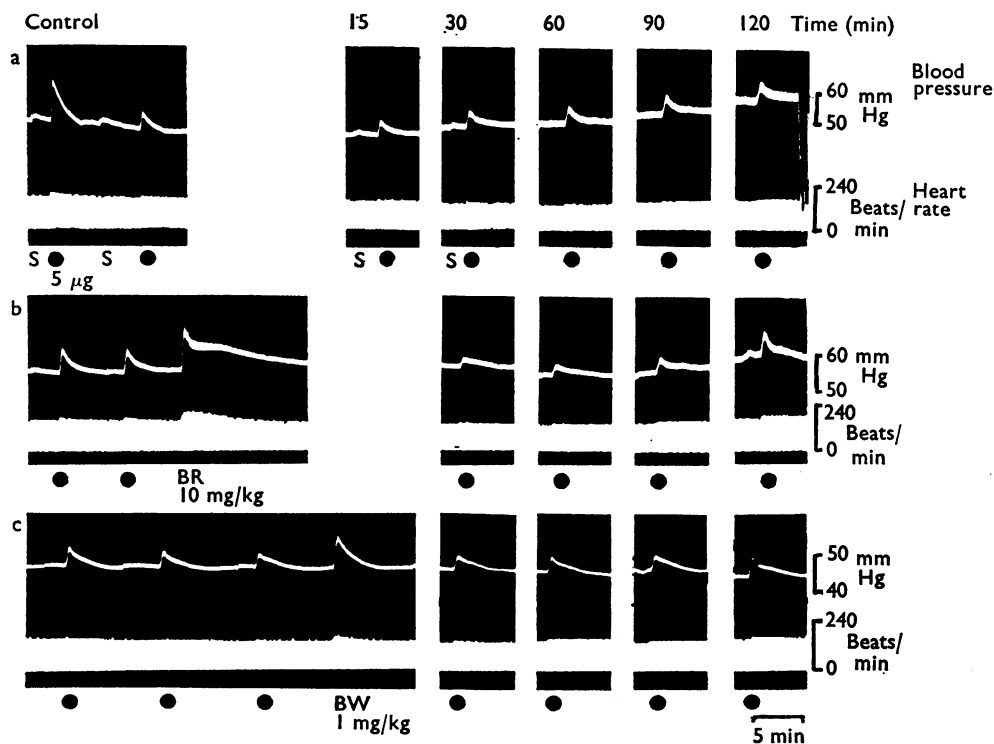 Control 15 30 60 90 120 Time (min)
a
Blood pressure
60 mm Hg
50
240 Heart rate
Beats/ min
0
S ● S ● S ● S ● ● ● ●
5 µg
b
60 mm Hg
50
240
Beats/ min
0
● ● BR ● ● ● ●
10 mg/kg
c
50 mm Hg
40
240
Beats/ min
0
● ● ● BW ● ● ● ●
1 mg/kg
5 min